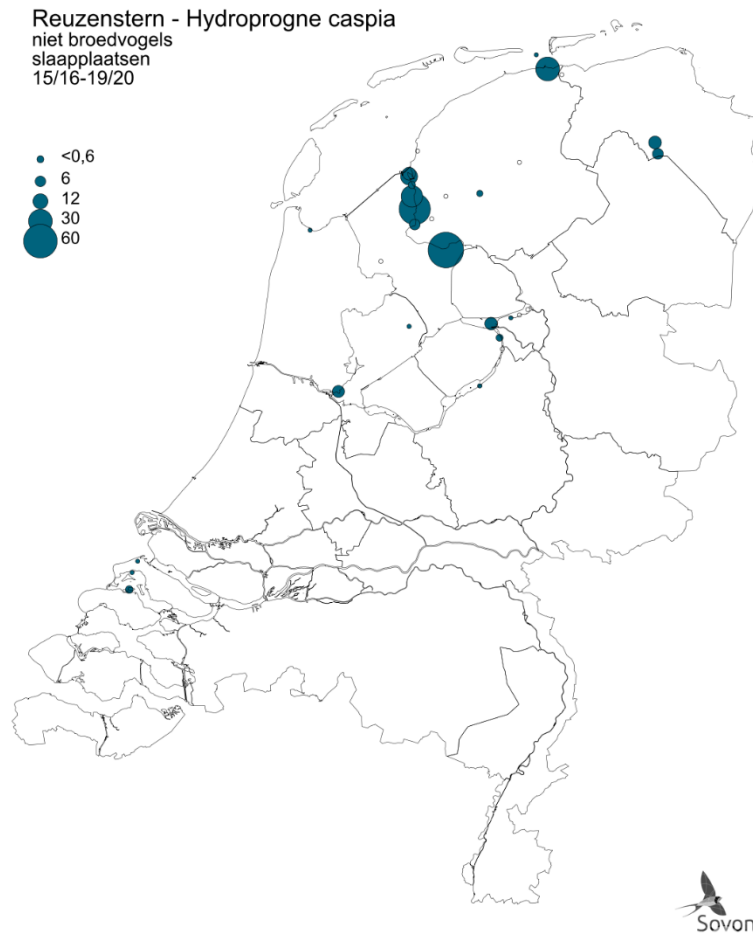 Reuzenstern - Hydroprogne caspia
niet broedvogels
slaapplaatsen
15/16-19/20
<0,6
6
12
30
60
Sovon